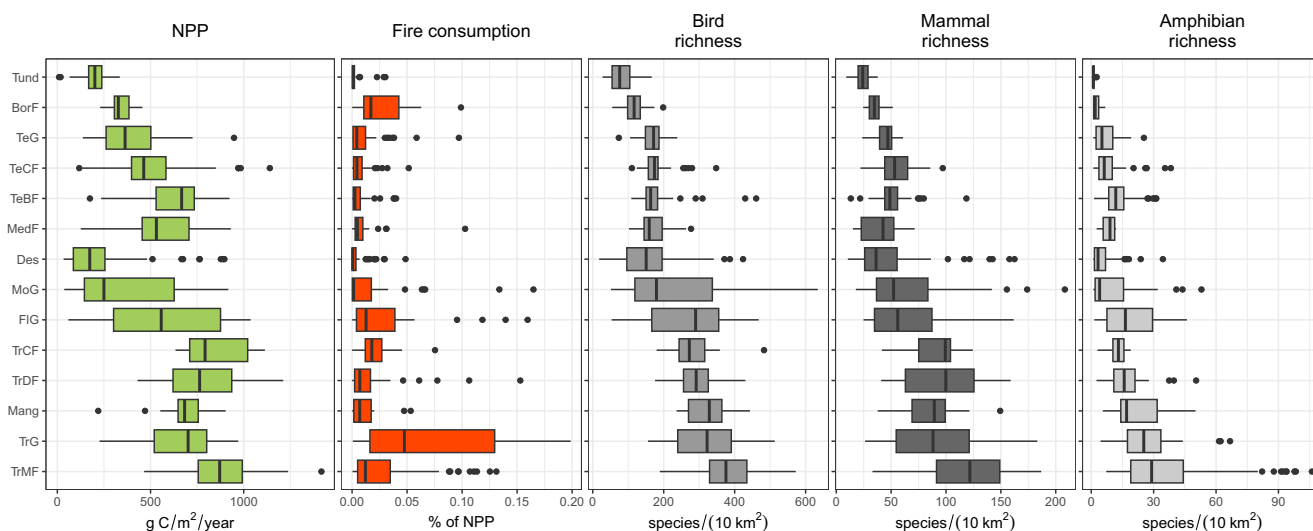 NPP
Fire consumption
Bird
richness
Mammal
richness
Amphibian
richness
Tund
BorF
TeG
TeCF
TeBF
MedF
Des
MoG
FlG
TrCF
TrDF
Mang
TrG
TrMF
0 500 1000
0.00 0.05 0.10 0.15 0.20
0 200 400 600
50 100 150 200
0 30 60 90
g C/m²/year
% of NPP
species/(10 km²)
species/(10 km²)
species/(10 km²)